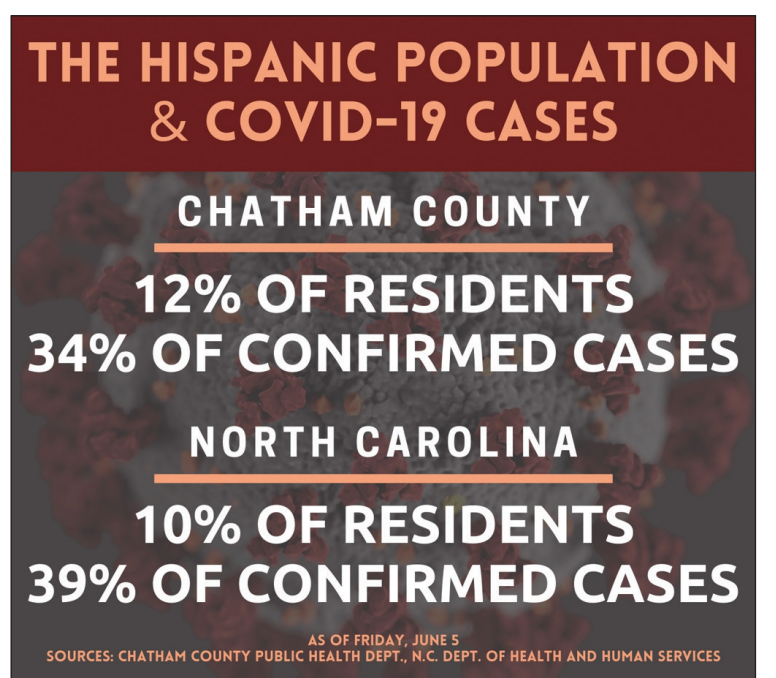 THE HISPANIC POPULATION
& COVID-19 CASES
CHATHAM COUNTY
12% OF RESIDENTS
34% OF CONFIRMED CASES
NORTH CAROLINA
10% OF RESIDENTS
39% OF CONFIRMED CASES
AS OF FRIDAY, JUNE 5
SOURCES: CHATHAM COUNTY PUBLIC HEALTH DEPT., N.C. DEPT. OF HEALTH AND HUMAN SERVICES